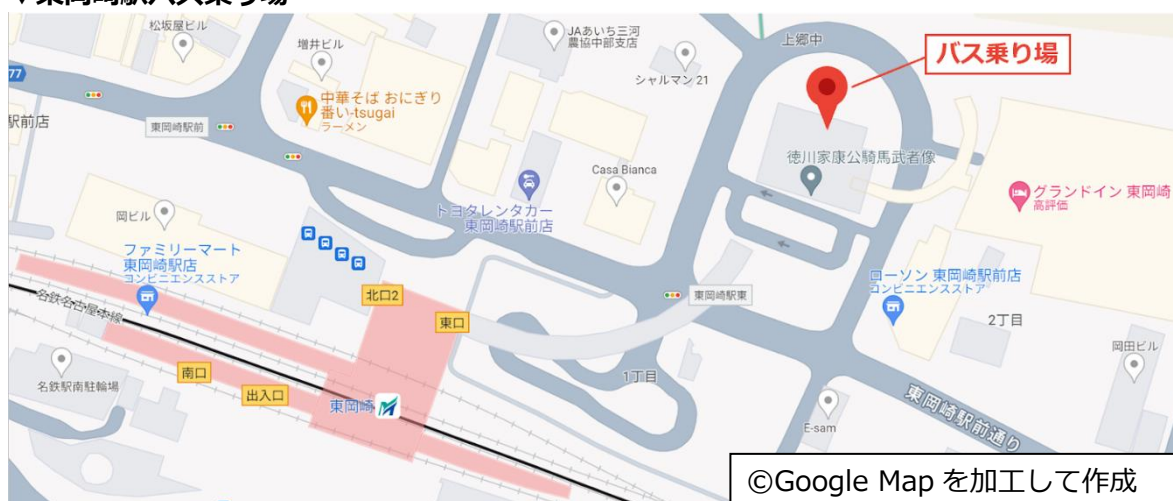 松坂屋ビル
増井ビル
JAあいち三河
農協中部支店
シャルマン 21
上郷中
バス乗り場
77
駅前店
東岡崎駅前
中華そば おにぎり
番い-tsugai
ラーメン
徳川家康公騎馬武者像
Casa Bianca
グランドイン 東岡崎
高評価
岡ビル
トヨタレンタカー
東岡崎駅前店
ファミリーマート
東岡崎駅店
コンビニエンスストア
北口2
東口
東岡崎駅東
ローソン 東岡崎駅前店
コンビニエンスストア
2丁目
岡田ビル
名鉄名古屋本線
名鉄駅南駐輪場
南口
出入口
東岡崎
1丁目
東岡崎駅前通り
E-sam
©Google Map を加工して作成